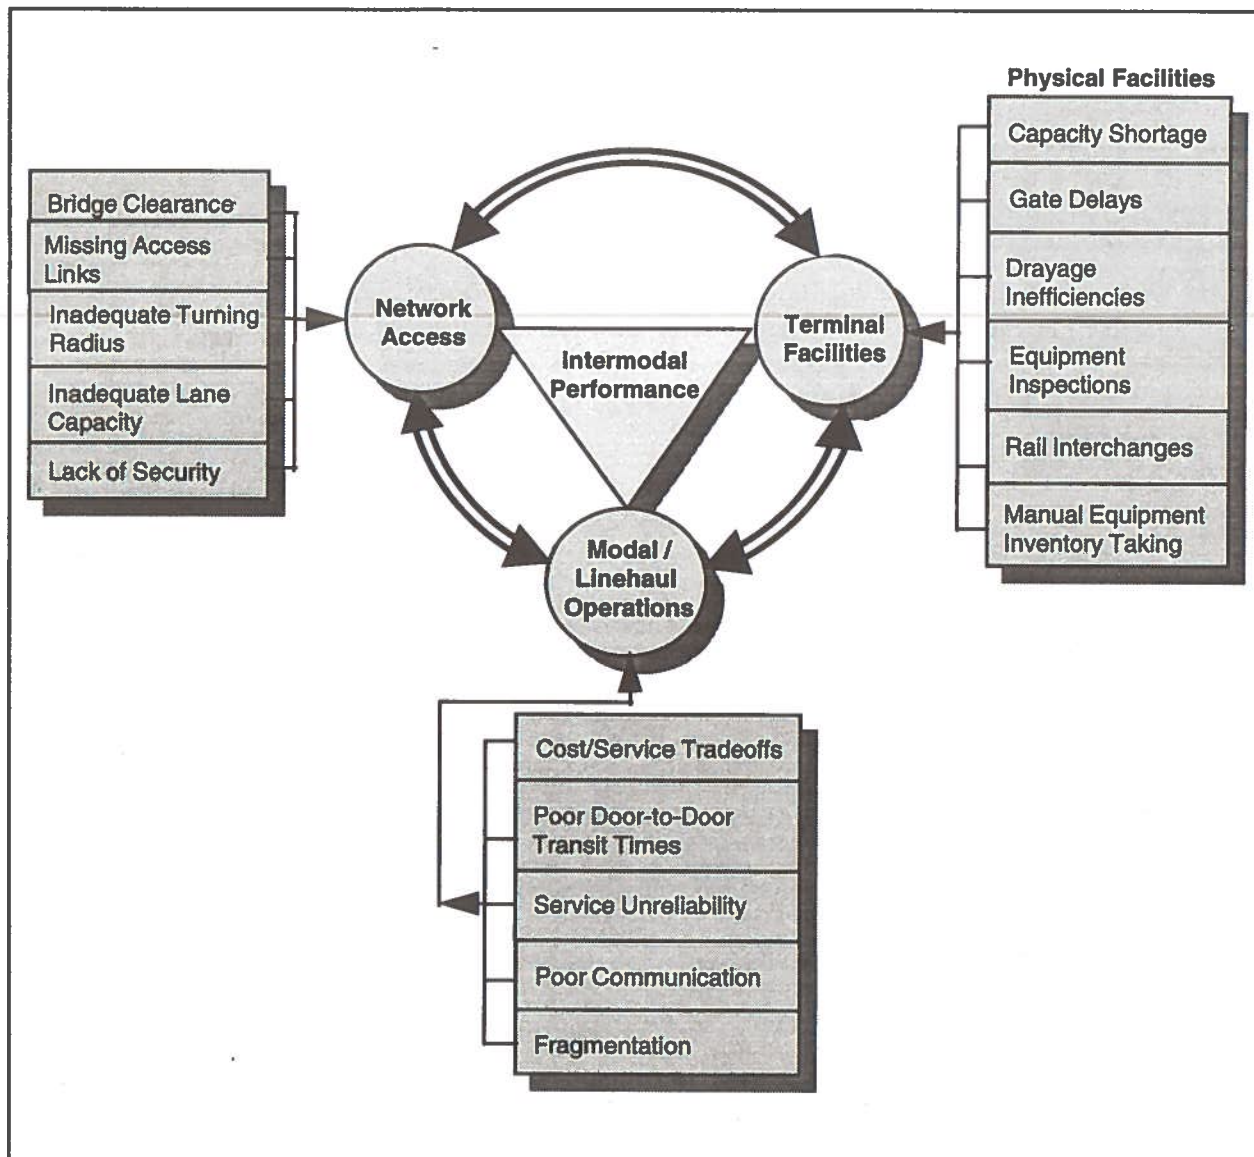 Physical Facilities
Capacity Shortage
Gate Delays
Drayage
Inefficiencies
Equipment
Inspections
Rail Interchanges
Manual Equipment
Inventory Taking
Bridge Clearance
Missing Access
Links
Inadequate Turning
Radius
Inadequate Lane
Capacity
Lack of Security
Network
Access
Terminal
Facilities
Intermodal
Performance
Modal /
Linehaul
Operations
Cost/Service Tradeoffs
Poor Door-to-Door
Transit Times
Service Unreliability
Poor Communication
Fragmentation